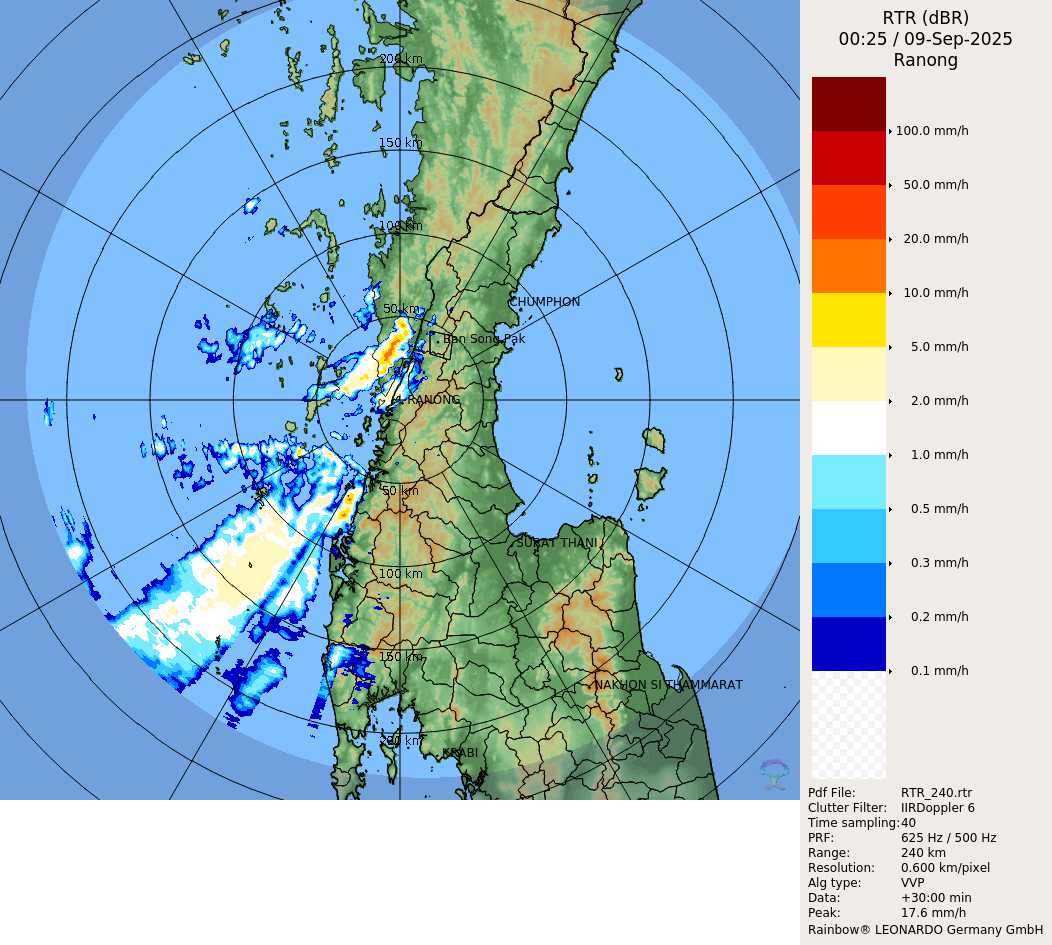 RTR (dBR)
00:25 / 09-Sep-2025
Ranong
200 km
150 km
100 km
50 km
CHUMPHON
Ban Song Pak
RANONG
50 km
SURAT THANI
100 km
150 km
NAKHON SI THAMMARAT
200 km
KRABI
100.0 mm/h
50.0 mm/h
20.0 mm/h
10.0 mm/h
5.0 mm/h
2.0 mm/h
1.0 mm/h
0.5 mm/h
0.3 mm/h
0.2 mm/h
0.1 mm/h
Pdf File: RTR_240.rtr
Clutter Filter: IIRDoppler 6
Time sampling: 40
PRF: 625 Hz / 500 Hz
Range: 240 km
Resolution: 0.600 km/pixel
Alg type: VVP
Data: +30:00 min
Peak: 17.6 mm/h
Rainbow® LEONARDO Germany GmbH